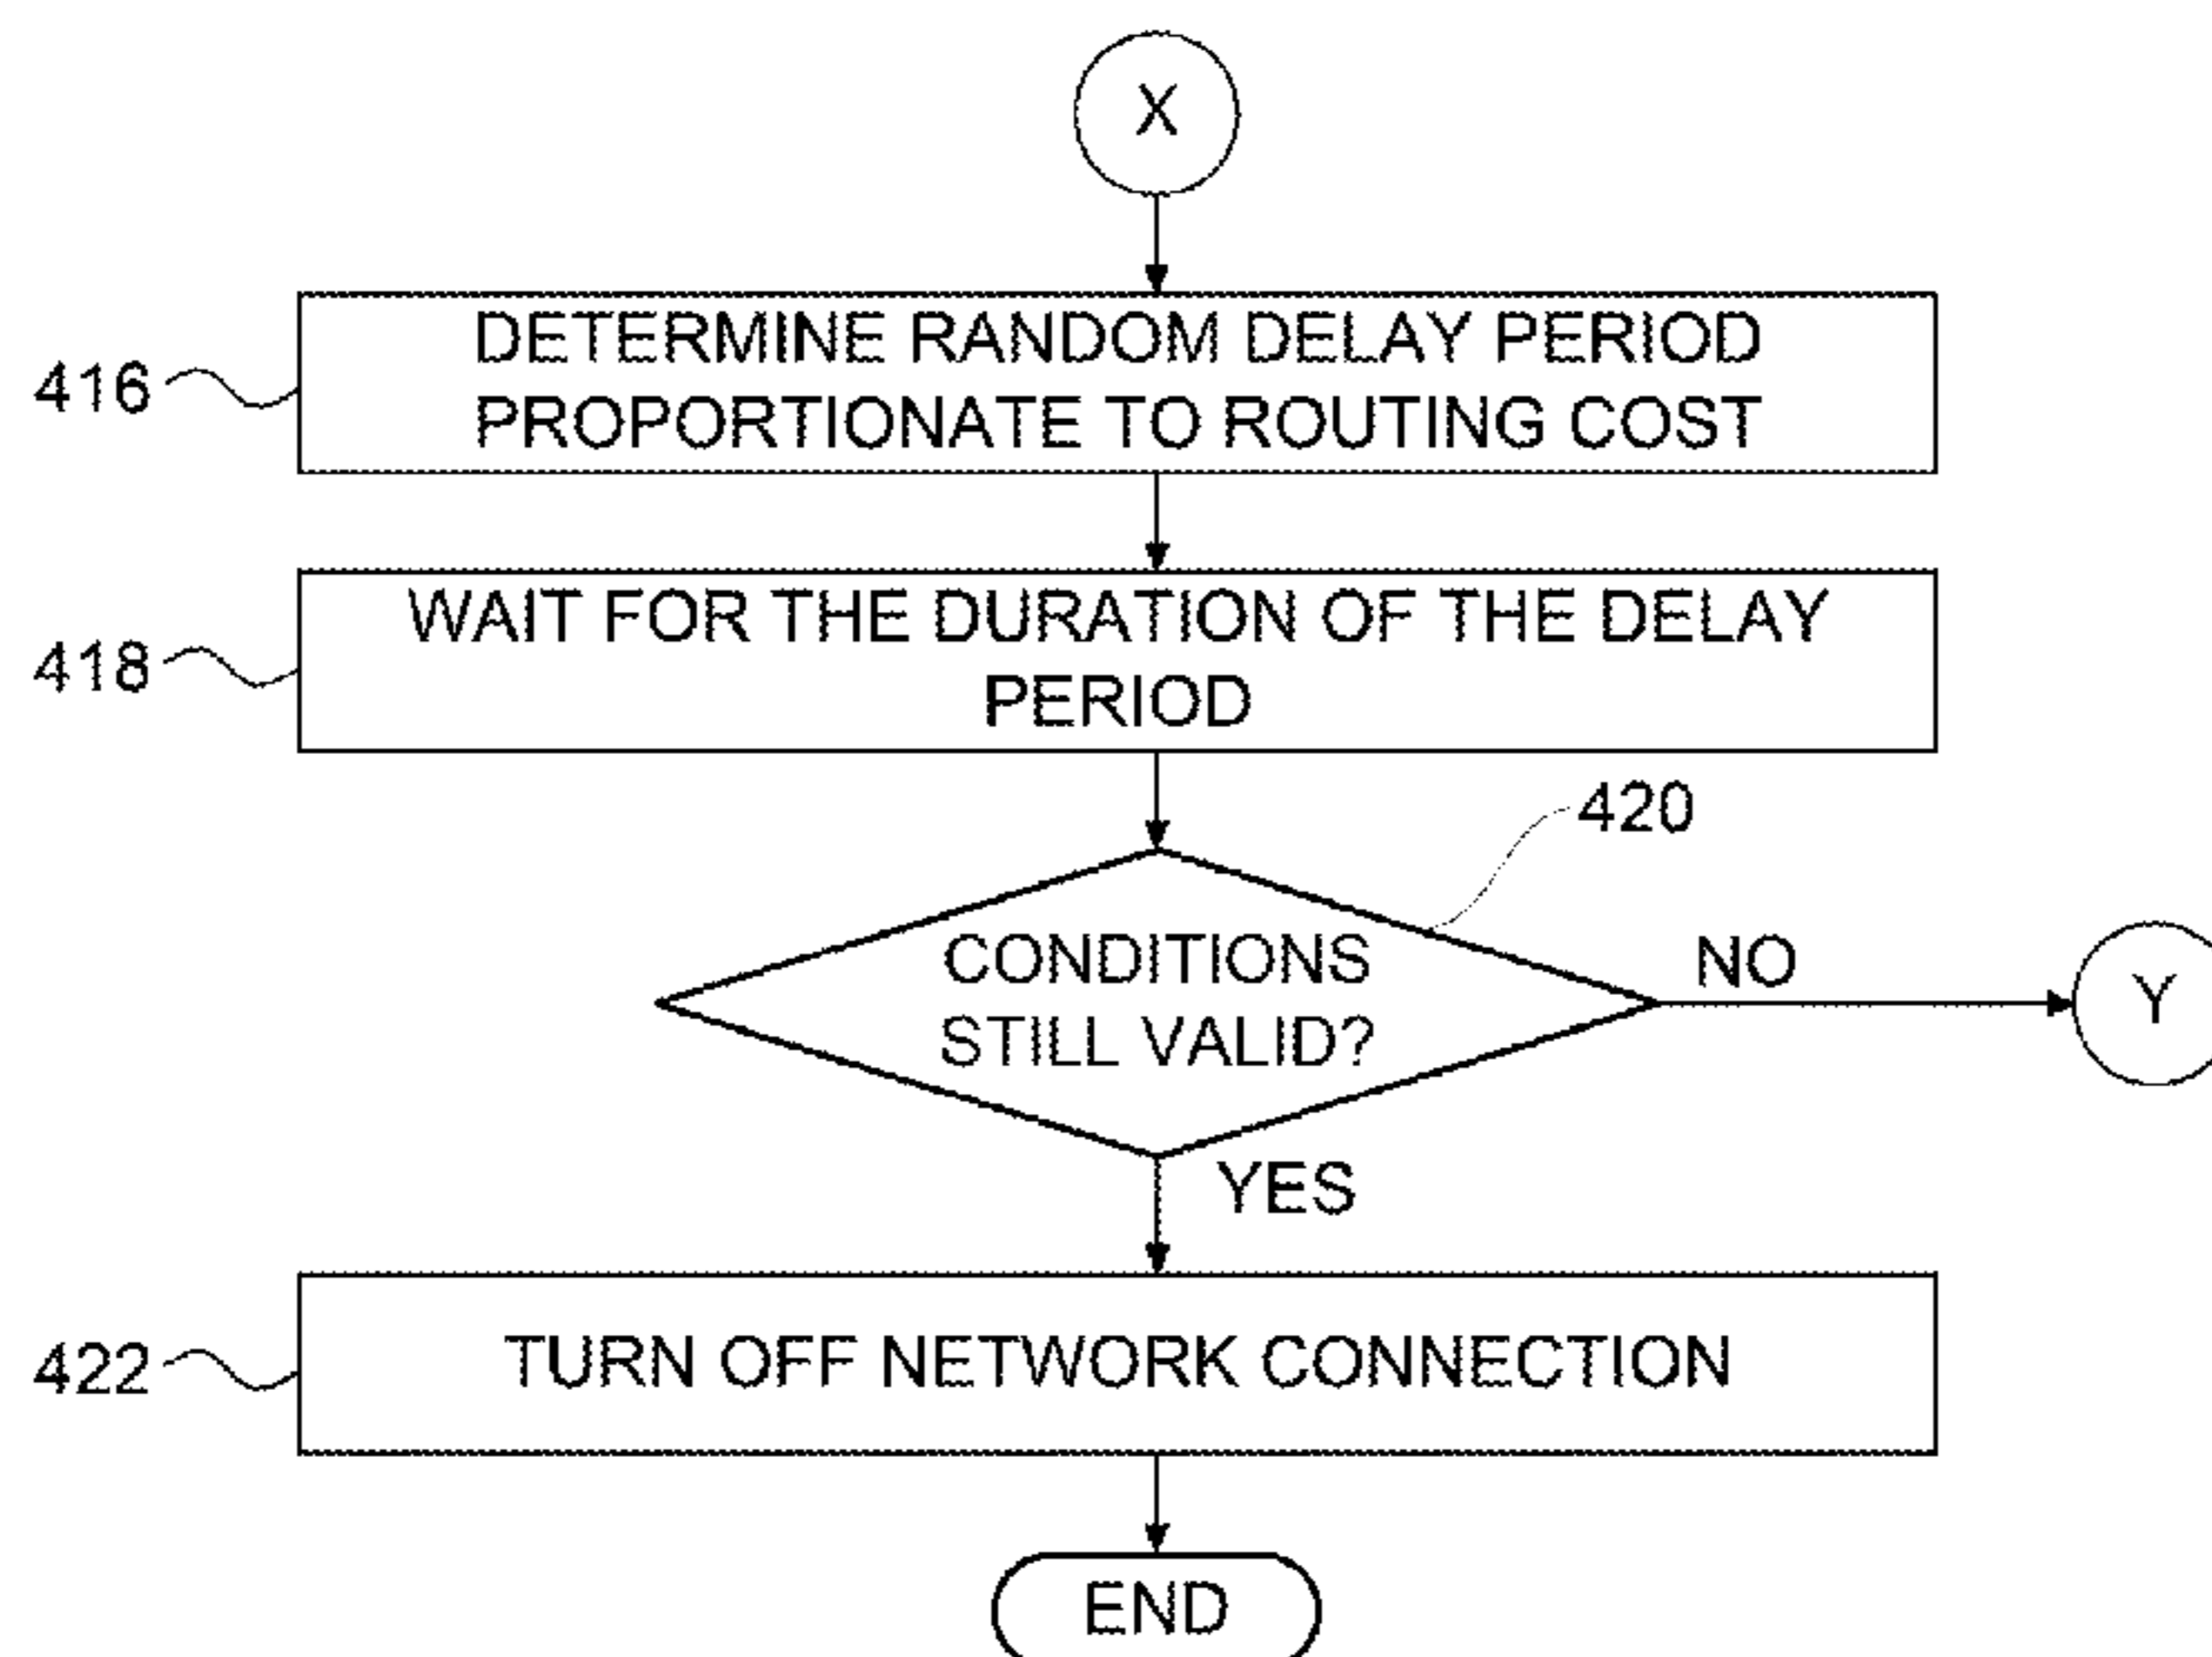 X
416
DETERMINE RANDOM DELAY PERIOD
PROPORTIONATE TO ROUTING COST
418
WAIT FOR THE DURATION OF THE DELAY
PERIOD
420
CONDITIONS
STILL VALID?
NO
Y
YES
422
TURN OFF NETWORK CONNECTION
END